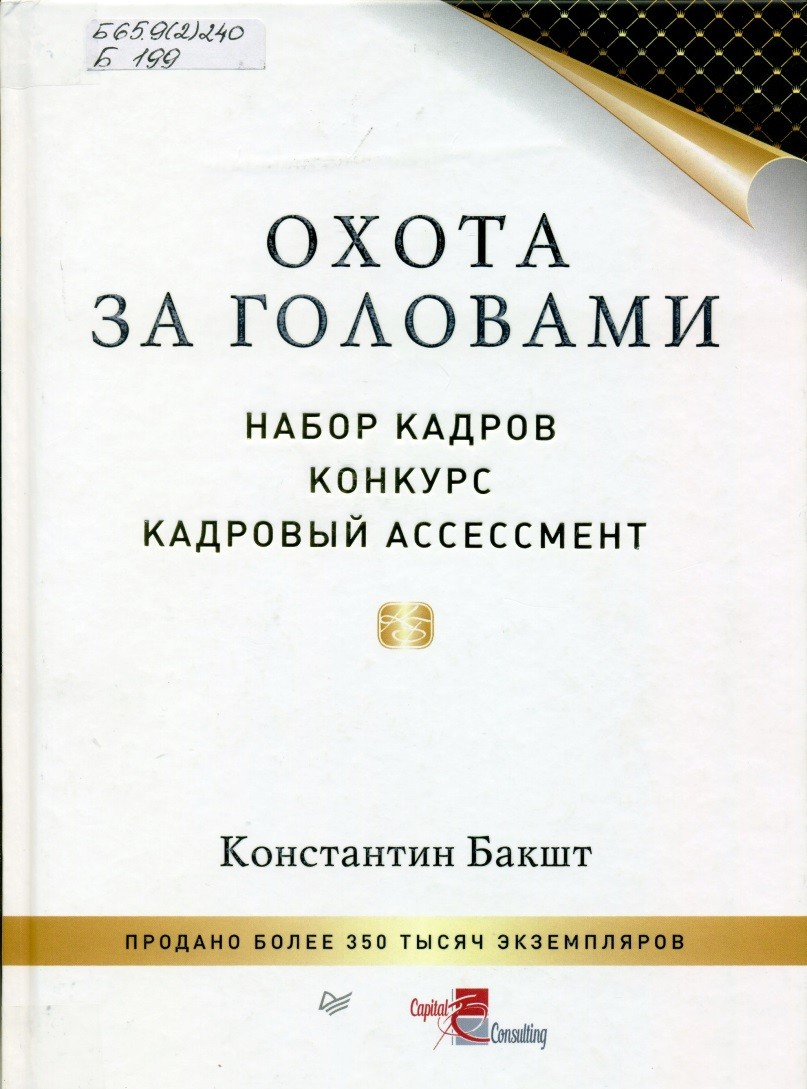 Б65.9(2)240
Б 199
ОХОТА
ЗА ГОЛОВАМИ
НАБОР КАДРОВ
КОНКУРС
КАДРОВЫЙ АССЕССМЕНТ
КБ
Константин Бакшт
ПРОДАНО БОЛЕЕ 350 ТЫСЯЧ ЭКЗЕМПЛЯРОВ
Capital
Consulting